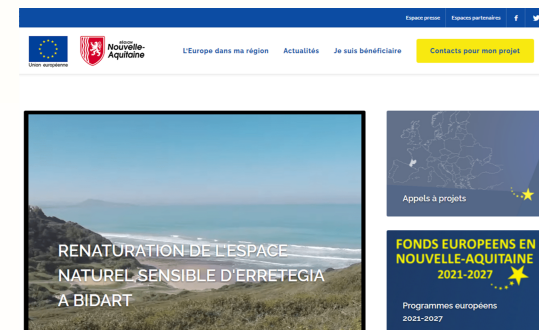 Espace presse Espaces partenaires
Union européenne
RÉGION
Nouvelle-
Aquitaine
L'Europe dans ma région Actualités Je suis bénéficiaire Contacts pour mon projet
RENATURATION DE L'ESPACE
NATUREL SENSIBLE D'ERRETEGIA
A BIDART
Appels à projets
FONDS EUROPEENS EN
NOUVELLE-AQUITAINE
2021-2027
Programmes européens
2021-2027